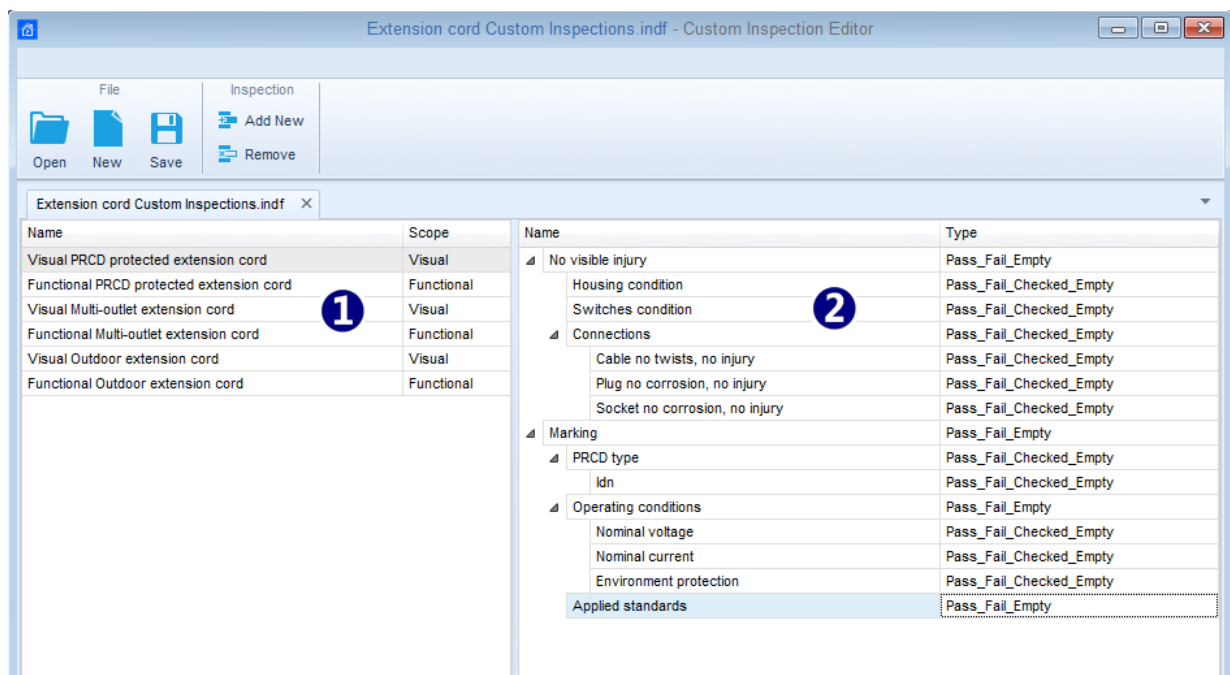 Extension cord Custom Inspections.indf - Custom Inspection Editor
File Inspection
Open New Save Add New
Remove
Extension cord Custom Inspections.indf
Name Scope
Visual PRCD protected extension cord Visual
Functional PRCD protected extension cord Functional
Visual Multi-outlet extension cord Visual
Functional Multi-outlet extension cord Functional
Visual Outdoor extension cord Visual
Functional Outdoor extension cord Functional
1
Name Type
No visible injury Pass_Fail_Empty
Housing condition Pass_Fail_Checked_Empty
Switches condition Pass_Fail_Checked_Empty
2
Connections Pass_Fail_Checked_Empty
Cable no twists, no injury Pass_Fail_Checked_Empty
Plug no corrosion, no injury Pass_Fail_Checked_Empty
Socket no corrosion, no injury Pass_Fail_Checked_Empty
Marking Pass_Fail_Empty
PRCD type Pass_Fail_Checked_Empty
Idn Pass_Fail_Checked_Empty
Operating conditions Pass_Fail_Empty
Nominal voltage Pass_Fail_Checked_Empty
Nominal current Pass_Fail_Checked_Empty
Environment protection Pass_Fail_Checked_Empty
Applied standards Pass_Fail_Empty